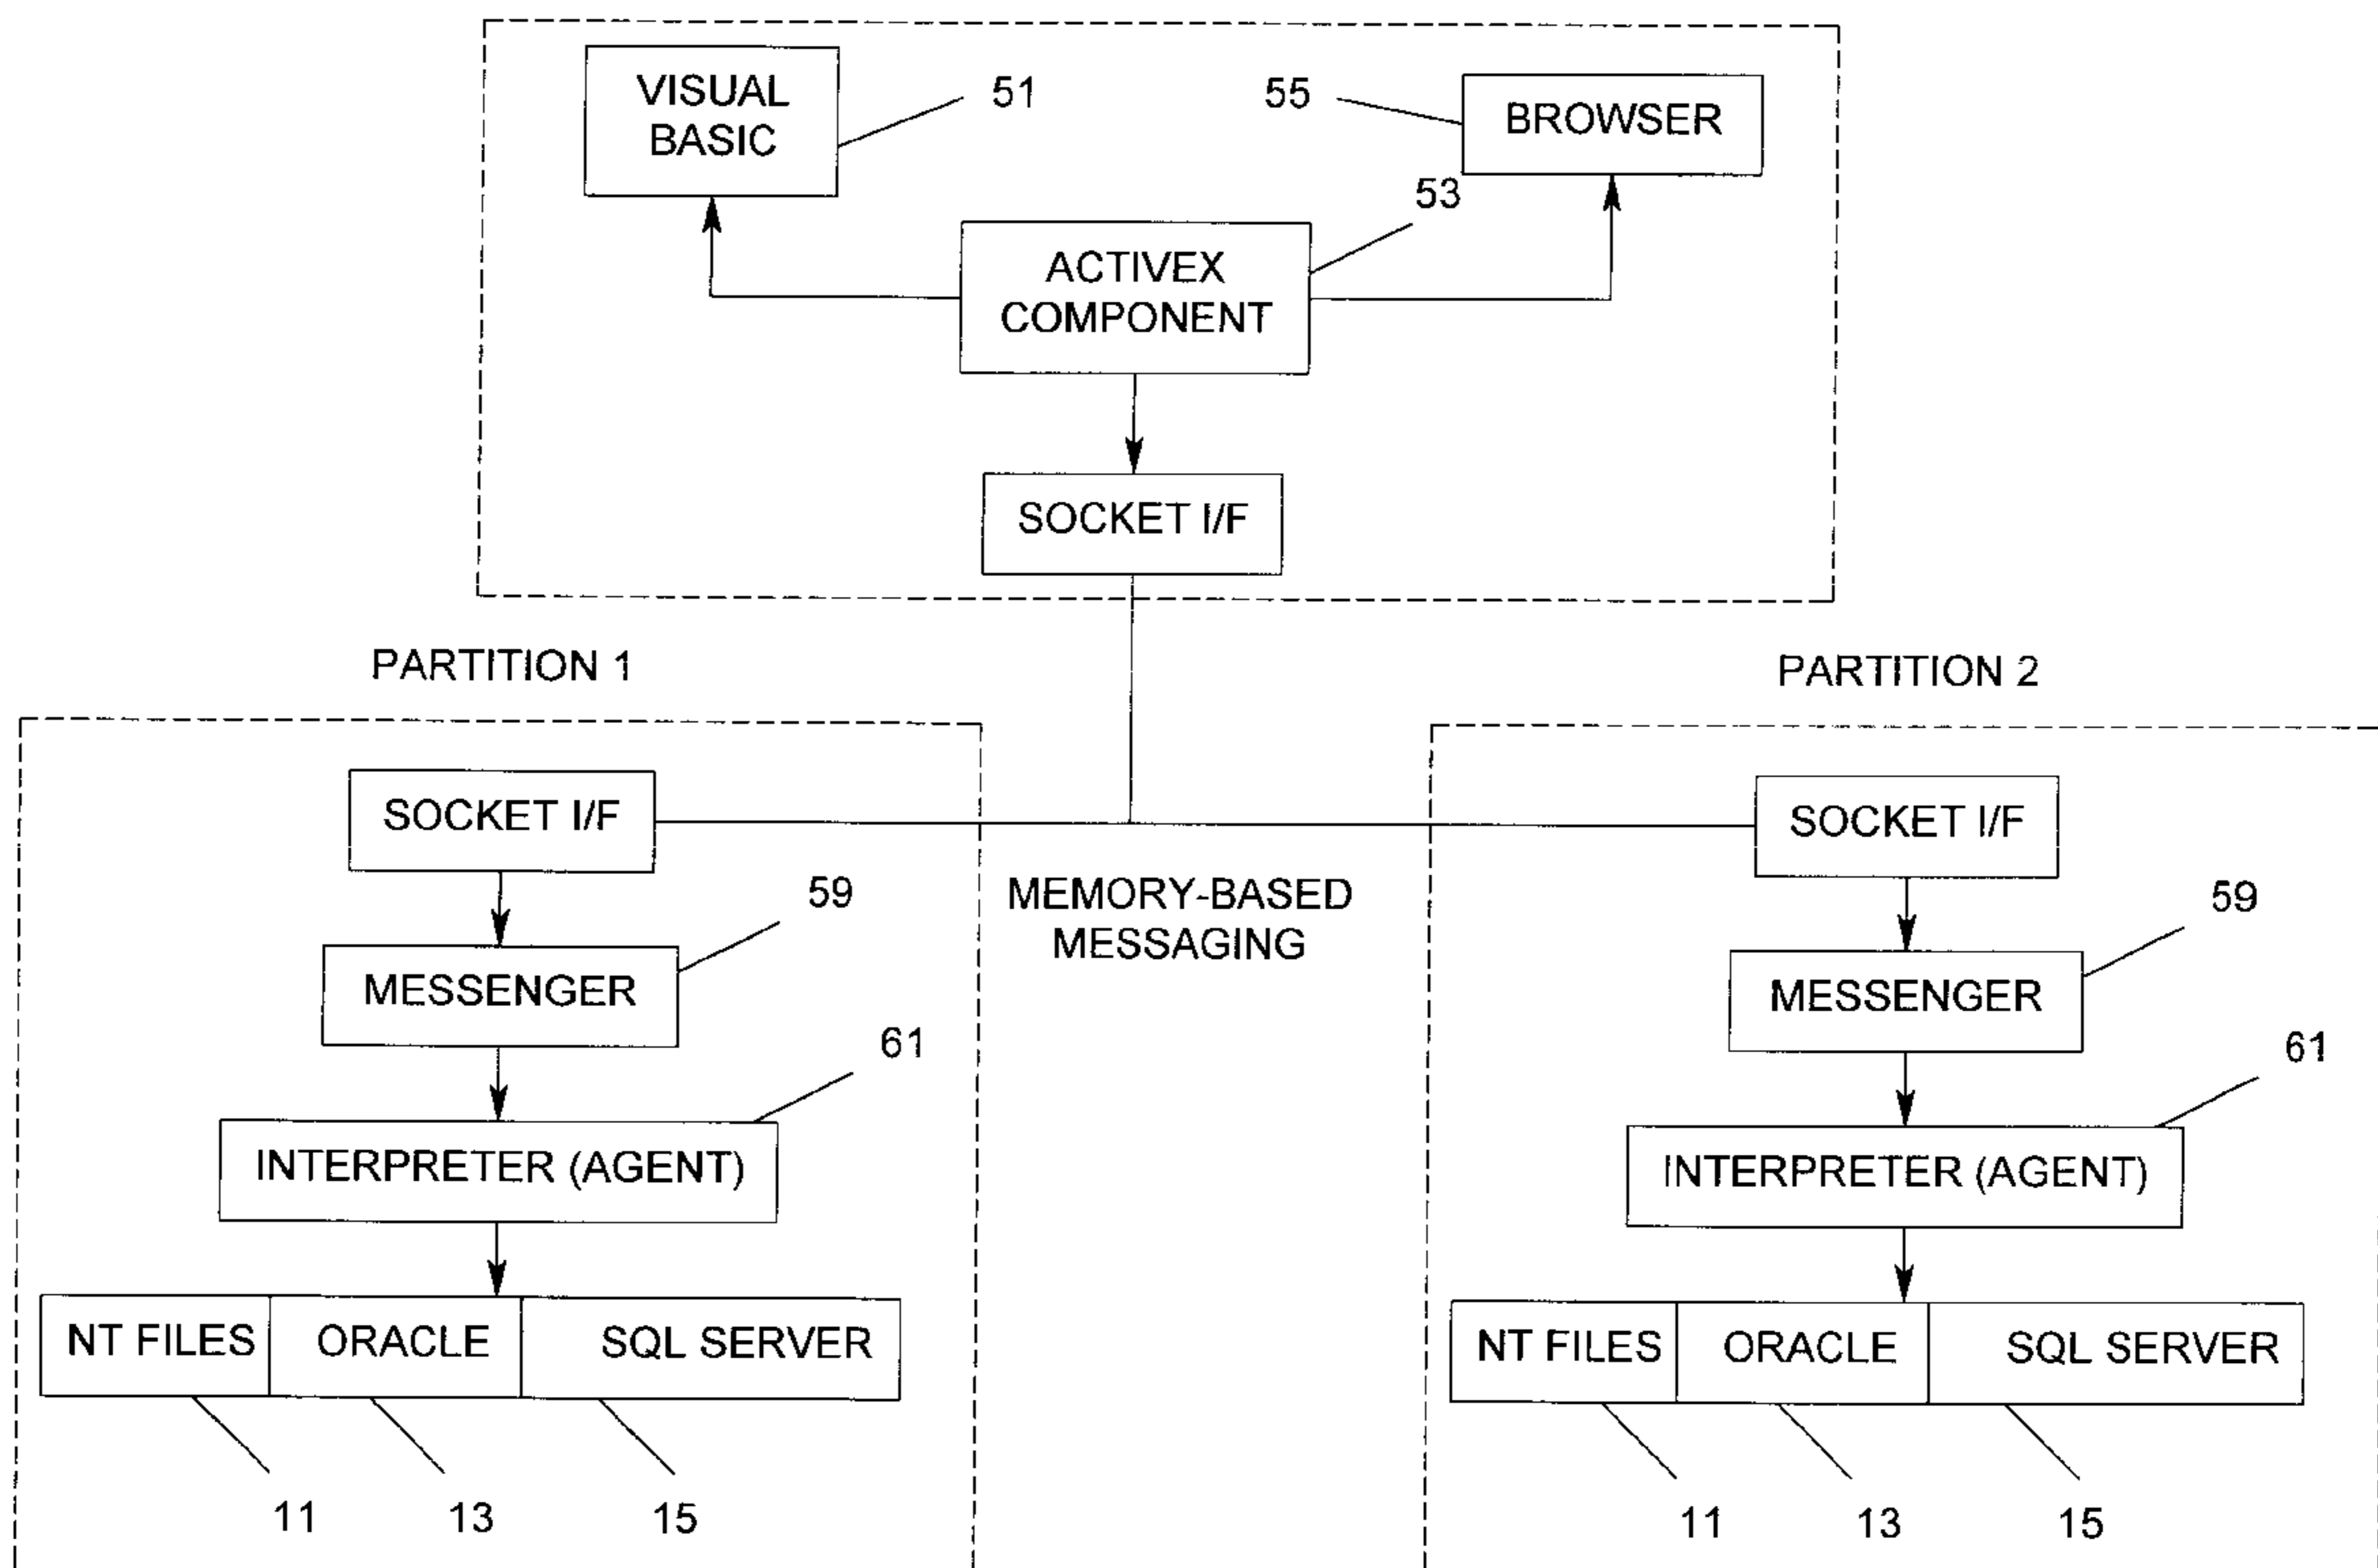 VISUAL
BASIC
51
55
BROWSER
53
ACTIVEX
COMPONENT
SOCKET I/F
PARTITION 1
PARTITION 2
SOCKET I/F
SOCKET I/F
59
MEMORY-BASED
MESSAGING
59
MESSENGER
MESSENGER
61
61
INTERPRETER (AGENT)
INTERPRETER (AGENT)
NT FILES ORACLE SQL SERVER
NT FILES ORACLE SQL SERVER
11 13 15
11 13 15